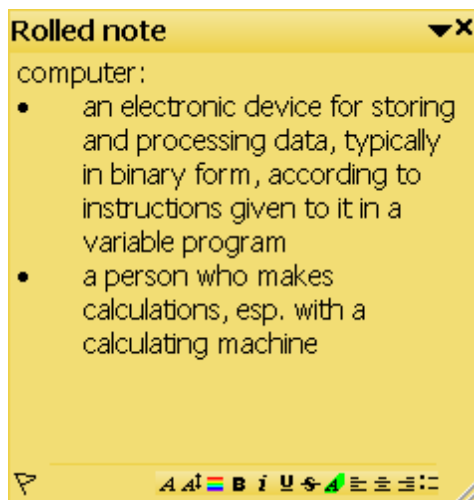 Rolled note
computer:
• an electronic device for storing
and processing data, typically
in binary form, according to
instructions given to it in a
variable program
• a person who makes
calculations, esp. with a
calculating machine
A A B i U S A